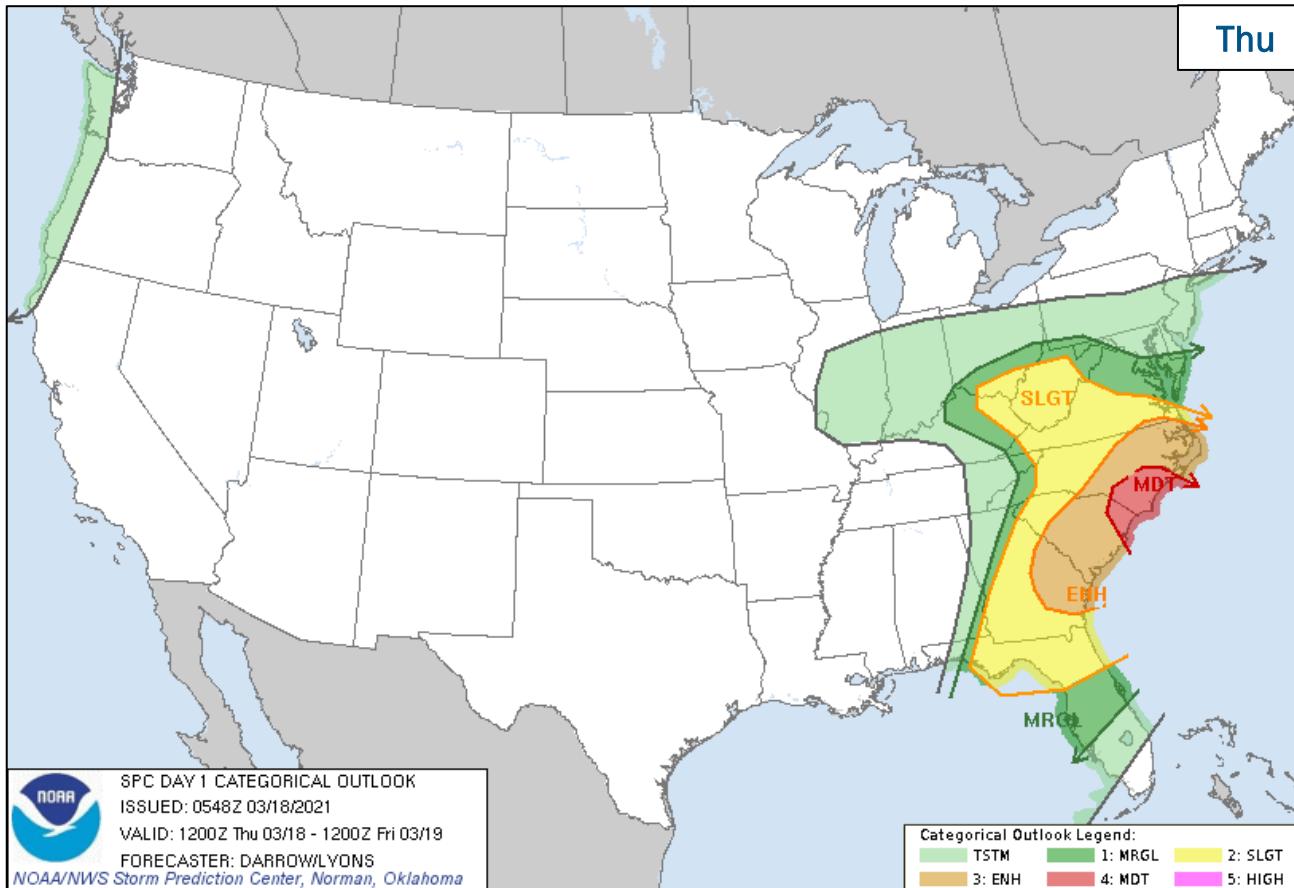 Thu
SLGT
MDT
ENH
MRGL
NOAA
SPC DAY 1 CATEGORICAL OUTLOOK
ISSUED: 0548Z 03/18/2021
VALID: 1200Z Thu 03/18 - 1200Z Fri 03/19
FORECASTER: DARROW/LYONS
NOAA/NWS Storm Prediction Center, Norman, Oklahoma
Categorical Outlook Legend:
TSTM 1: MRGL 2: SLGT
3: ENH 4: MDT 5: HIGH